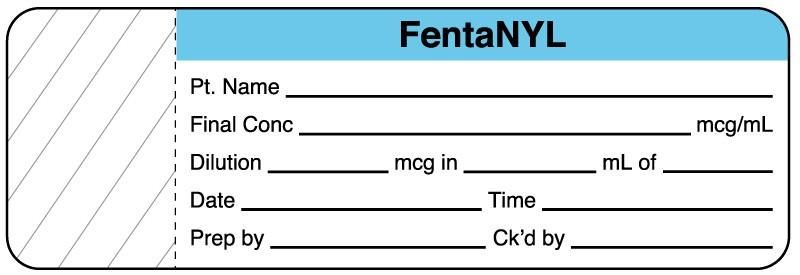 FentaNYL
Pt. Name
Final Conc mcg/mL
Dilution mcg in mL of
Date Time
Prep by Ck'd by